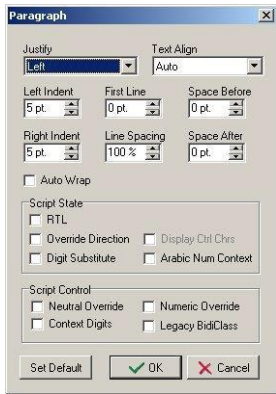 Paragraph
Justify Text Align
Left Auto
Left Indent First Line Space Before
5 pt. 0 pt. 0 pt.
Right Indent Line Spacing Space After
5 pt. 100 % 0 pt.
Auto Wrap
Script State
RTL
Override Direction Display Ctrl Chrs
Digit Substitute Arabic Num Context
Script Control
Neutral Override Numeric Override
Context Digits Legacy BidiClass
Set Default OK Cancel